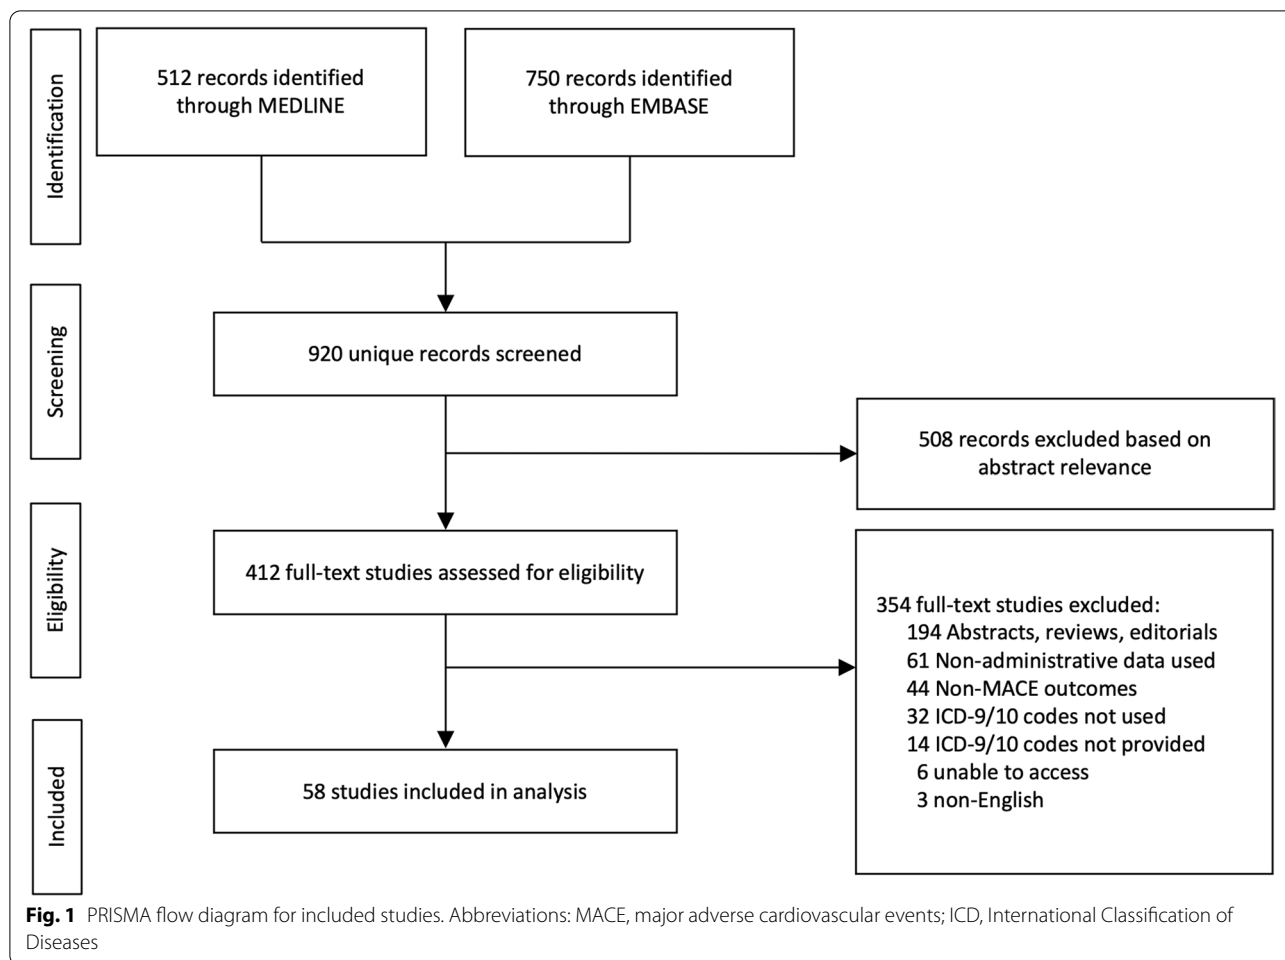 Identification
512 records identified
through MEDLINE
750 records identified
through EMBASE
Screening
920 unique records screened
508 records excluded based on
abstract relevance
Eligibility
412 full-text studies assessed for eligibility
354 full-text studies excluded:
194 Abstracts, reviews, editorials
61 Non-administrative data used
44 Non-MACE outcomes
32 ICD-9/10 codes not used
14 ICD-9/10 codes not provided
6 unable to access
3 non-English
Included
58 studies included in analysis
Fig. 1 PRISMA flow diagram for included studies. Abbreviations: MACE, major adverse cardiovascular events; ICD, International Classification of
Diseases